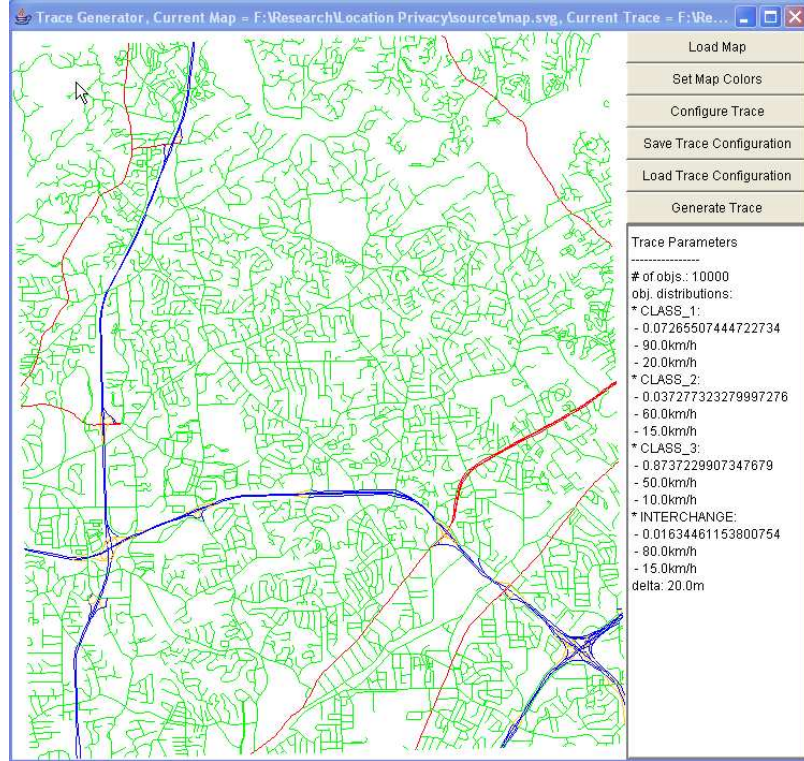 Trace Generator, Current Map = F:\Research\Location Privacy\source\map.svg, Current Trace = F:\Re...
Load Map
Set Map Colors
Configure Trace
Save Trace Configuration
Load Trace Configuration
Generate Trace
Trace Parameters
----------------
# of objs.: 10000
obj. distributions:
* CLASS_1:
- 0.07265507444722734
- 90.0km/h
- 20.0km/h
* CLASS_2:
- 0.037277323279997276
- 60.0km/h
- 15.0km/h
* CLASS_3:
- 0.8737229907347679
- 50.0km/h
- 10.0km/h
* INTERCHANGE:
- 0.01634461153800754
- 80.0km/h
- 15.0km/h
delta: 20.0m